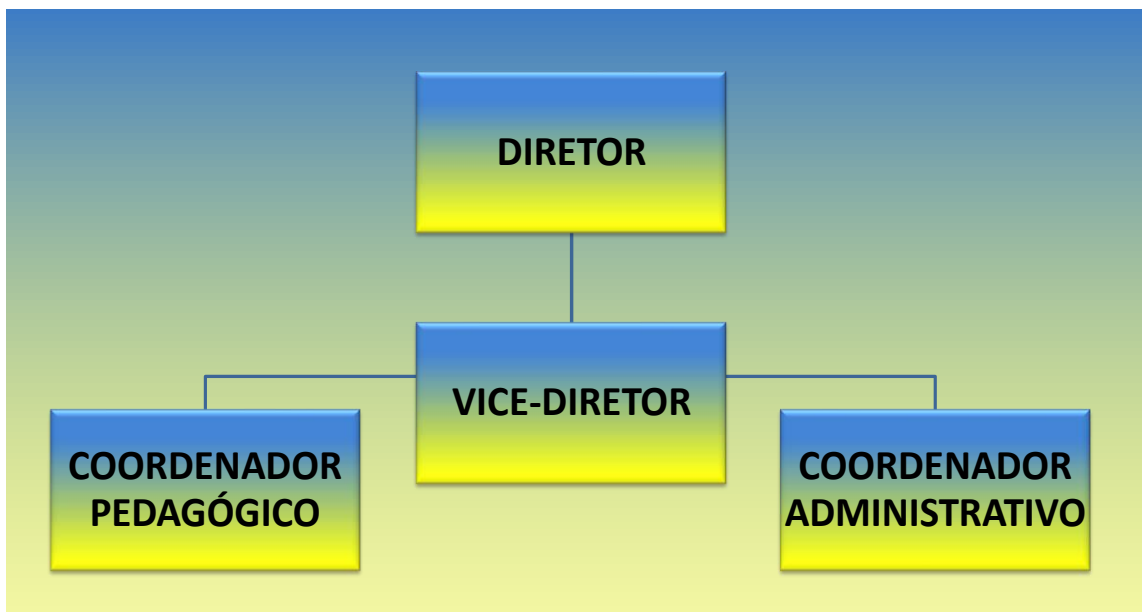 DIRETOR
VICE-DIRETOR
COORDENADOR
PEDAGÓGICO
COORDENADOR
ADMINISTRATIVO